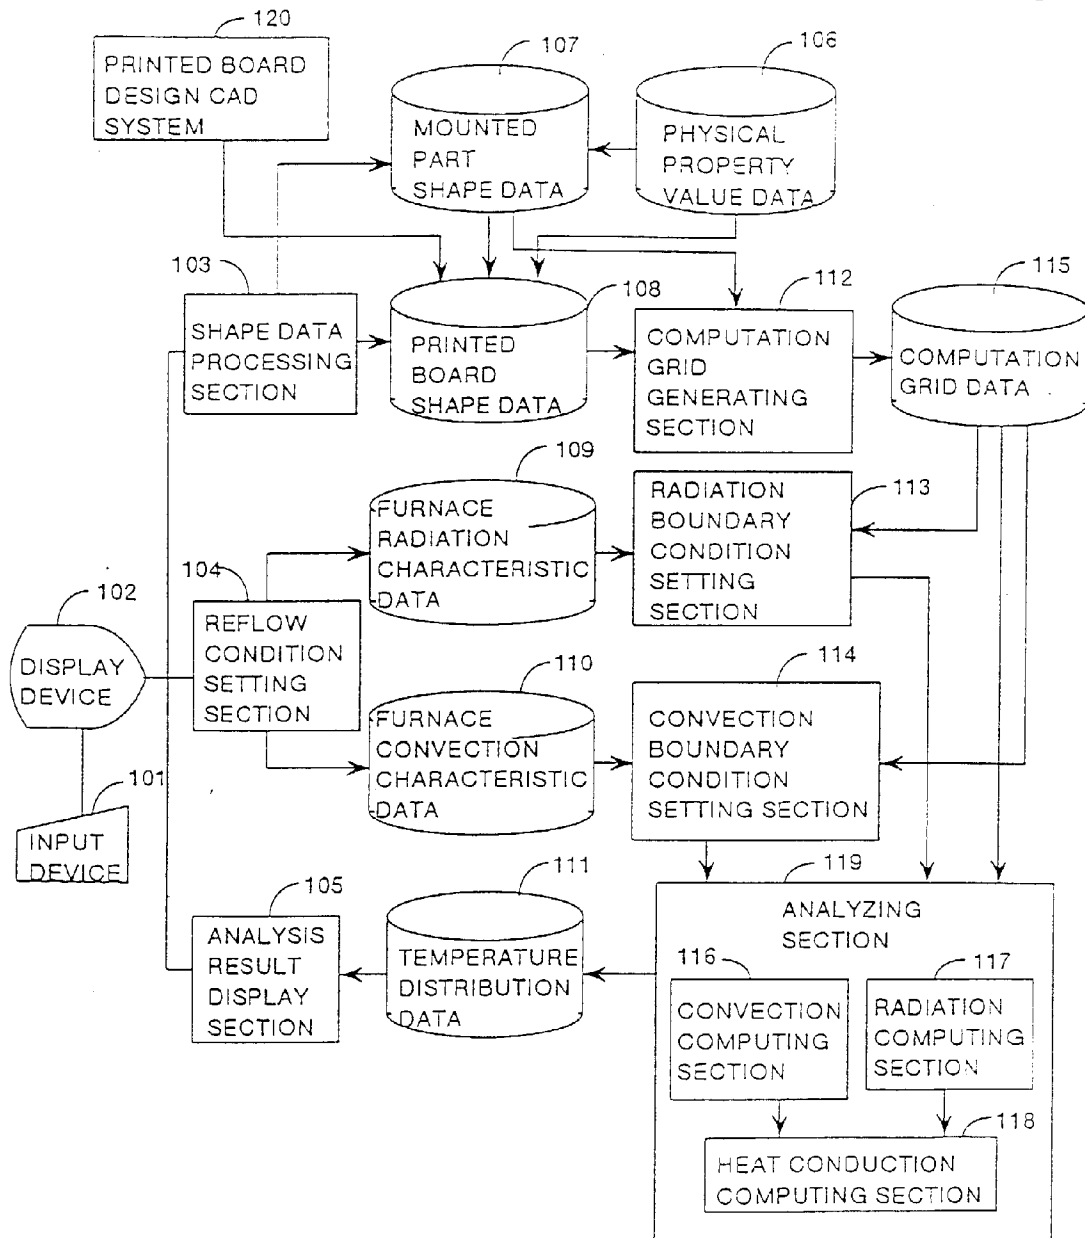 120
PRINTED BOARD
DESIGN CAD
SYSTEM
107
MOUNTED
PART
SHAPE DATA
106
PHYSICAL
PROPERTY
VALUE DATA
103
SHAPE DATA
PROCESSING
SECTION
108
PRINTED
BOARD
SHAPE DATA
112
COMPUTATION
GRID
GENERATING
SECTION
115
COMPUTATION
GRID DATA
109
FURNACE
RADIATION
CHARACTERISTIC
DATA
113
RADIATION
BOUNDARY
CONDITION
SETTING
SECTION
102
DISPLAY
DEVICE
104
REFLOW
CONDITION
SETTING
SECTION
110
FURNACE
CONVECTION
CHARACTERISTIC
DATA
114
CONVECTION
BOUNDARY
CONDITION
SETTING SECTION
101
INPUT
DEVICE
105
ANALYSIS
RESULT
DISPLAY
SECTION
111
TEMPERATURE
DISTRIBUTION
DATA
119
ANALYZING
SECTION
116
CONVECTION
COMPUTING
SECTION
117
RADIATION
COMPUTING
SECTION
118
HEAT CONDUCTION
COMPUTING SECTION